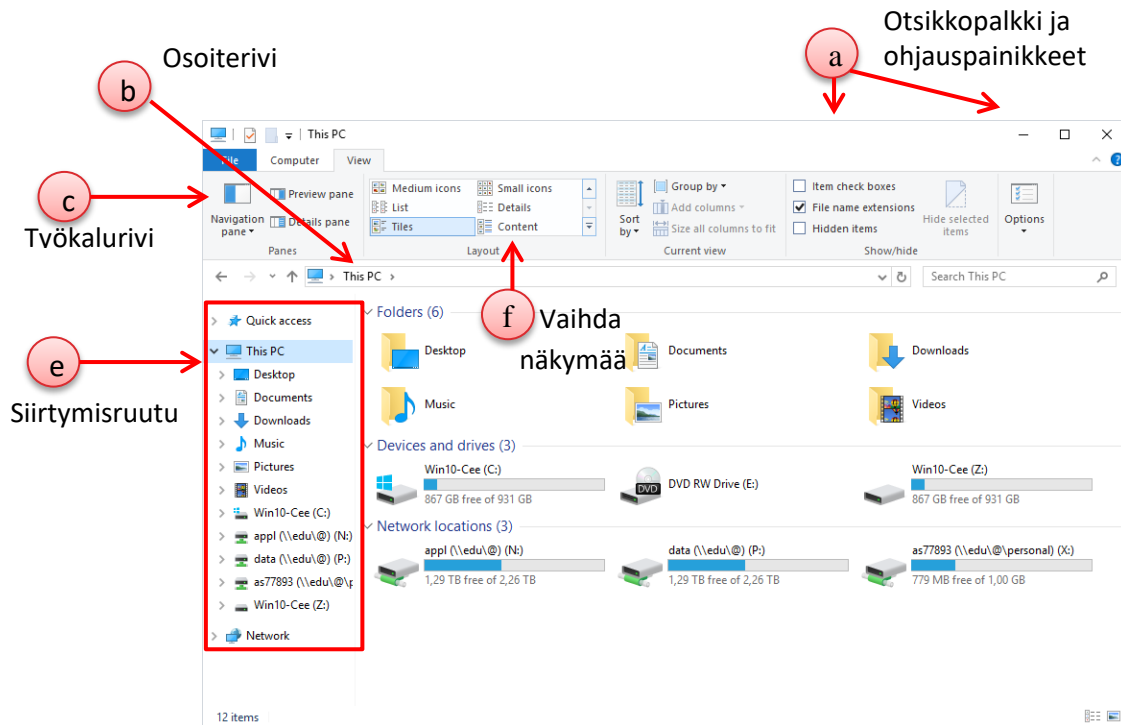 Otsikkopalkki ja
ohjauspainikkeet
a
Osoiterivi
b
This PC
File Computer View
c
Työkalurivi
Navigation
pane
Preview pane
Details pane
Panes
Medium icons Small icons
List Details
Tiles Content
Layout
Sort
by
Group by
Add columns
Size all columns to fit
Current view
Item check boxes
File name extensions
Hidden items
Hide selected
items
Show/hide
Options
This PC
Search This PC
f
Vaihda
näkymää
e
Siirtymisruutu
Quick access
This PC
Desktop
Documents
Downloads
Music
Pictures
Videos
Win10-Cee (C:)
appl (\\edu\@) (N:)
data (\\edu\@) (P:)
as77893 (\\edu\@\p
Win10-Cee (Z:)
Network
Folders (6)
Desktop
Documents
Downloads
Music
Pictures
Videos
Devices and drives (3)
Win10-Cee (C:)
867 GB free of 931 GB
DVD
DVD RW Drive (E:)
Win10-Cee (Z:)
867 GB free of 931 GB
Network locations (3)
appl (\\edu\@) (N:)
1,29 TB free of 2,26 TB
data (\\edu\@) (P:)
1,29 TB free of 2,26 TB
as77893 (\\edu\@\personal) (X:)
779 MB free of 1,00 GB
12 items